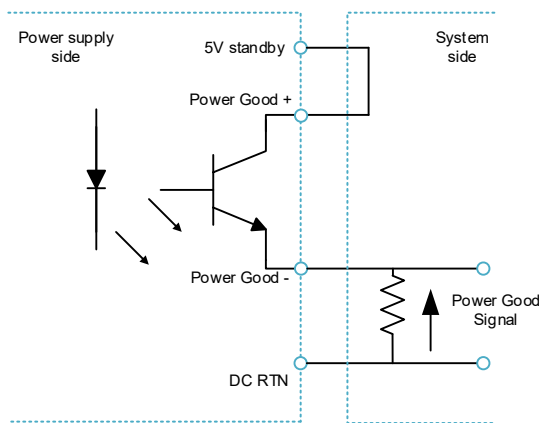 Power supply
side
5V standby
System
side
Power Good +
Power Good -
Power Good
Signal
DC RTN